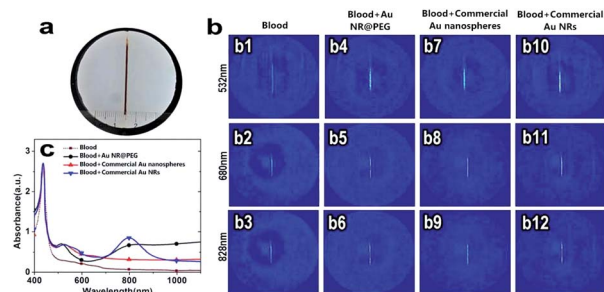 a
b
Blood
Blood+Au NR@PEG
Blood+Commercial Au nanospheres
Blood+Commercial Au NRs
b1
b4
b7
b10
532nm
b2
b5
b8
b11
680nm
b3
b6
b9
b12
828nm
c
Blood
Blood+Au NR@PEG
Blood+Commercial Au nanospheres
Blood+Commercial Au NRs
Absorbance(a.u.)
3
2
1
0
400
600
800
1000
Wavelength(nm)